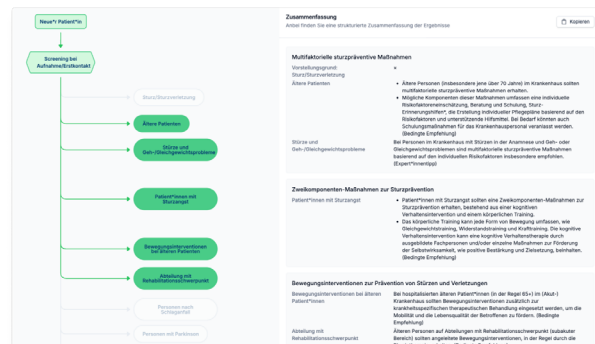 Neue*r Patient*in
Screening bei
Aufnahme/Erstkontakt
Sturz/Sturzverletzung
Ältere Patienten
Stürze und
Geh-/Gleichgewichtsprobleme
Patient*innen mit
Sturzangst
Bewegungsinterventionen
bei älteren Patienten
Abteilung mit
Rehabilitationsschwerpunkt
Personen nach
Schlaganfall
Personen mit Parkinson
Zusammenfassung
Anbei finden Sie eine strukturierte Zusammenfassung der Ergebnisse
Kopieren
Multifaktorielle sturzpräventive Maßnahmen
Vorstellungsgrund:
Sturz/Sturzverletzung
Ältere Patienten
• Ältere Personen (insbesondere jene über 70 Jahre) im Krankenhaus sollten
multifaktorielle sturzpräventive Maßnahmen erhalten.
• Mögliche Komponenten dieser Maßnahmen umfassen eine individuelle
Risikofaktoreneinschätzung, Beratung und Schulung, Sturz-
Erinnerungshilfen*, die Erstellung individueller Pflegepläne basierend auf den
Risikofaktoren und unterstützende Hilfsmittel. Bei Bedarf könnten auch
Schulungsmaßnahmen für das Krankenhauspersonal veranlasst werden.
(Bedingte Empfehlung)
Stürze und
Geh-/Gleichgewichtsprobleme
Bei Personen im Krankenhaus mit Stürzen in der Anamnese und Geh- oder
Gleichgewichtsproblemen sind multifaktorielle sturzpräventive Maßnahmen
basierend auf den individuellen Risikofaktoren insbesondere empfohlen.
(Expert*innentipp)
Zweikomponenten-Maßnahmen zur Sturzprävention
Patient*innen mit Sturzangst
• Patient*innen mit Sturzangst sollten eine Zweikomponenten-Maßnahmen zur
Sturzprävention erhalten, bestehend aus einer kognitiven
Verhaltensintervention und einem körperlichen Training.
• Das körperliche Training kann jede Form von Bewegung umfassen, wie
Gleichgewichtstraining, Widerstandstraining und Krafttraining. Die kognitive
Verhaltensintervention kann eine kognitive Verhaltenstherapie durch
ausgebildete Fachpersonen und/oder einzelne Maßnahmen zur Förderung
der Selbstwirksamkeit, wie positive Bestärkung und Zielsetzung, beinhalten.
(Bedingte Empfehlung)
Bewegungsinterventionen zur Prävention von Stürzen und Verletzungen
Bewegungsinterventionen bei älteren
Patient*innen
Bei hospitalisierten älteren Patient*innen (in der Regel 65+) im (Akut-)
Krankenhaus sollten Bewegungsinterventionen zusätzlich zur
krankheitsspezifischen therapeutischen Behandlung eingesetzt werden, um die
Mobilität und die Lebensqualität der Betroffenen zu fördern. (Bedingte
Empfehlung)
Abteilung mit
Rehabilitationsschwerpunkt
Älteren Personen auf Abteilungen mit Rehabilitationsschwerpunkt (subakuter
Bereich) sollten angeleitete Bewegungsinterventionen, in der Regel durch die